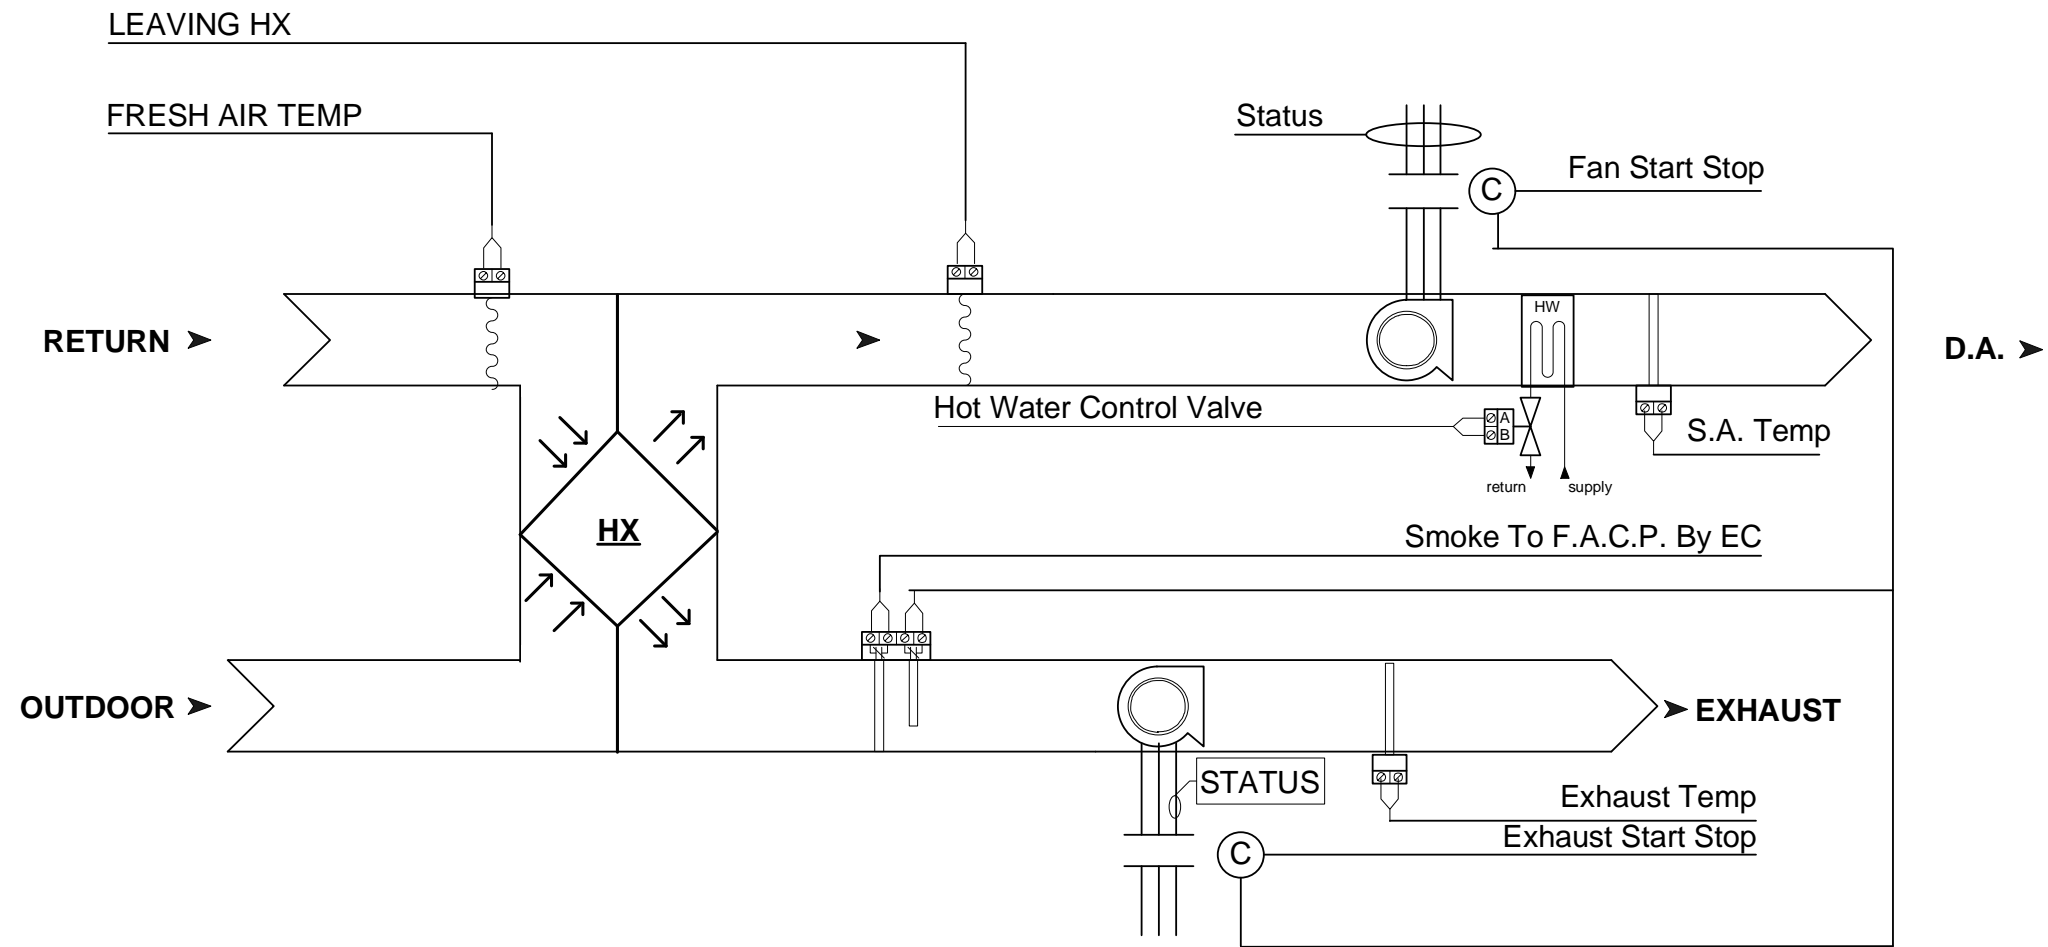 LEAVING HX
FRESH AIR TEMP
Status
Fan Start Stop
C
HW
RETURN
D.A.
Hot Water Control Valve
A
B
S.A. Temp
return
supply
HX
Smoke To F.A.C.P. By EC
OUTDOOR
EXHAUST
STATUS
Exhaust Temp
Exhaust Start Stop
C